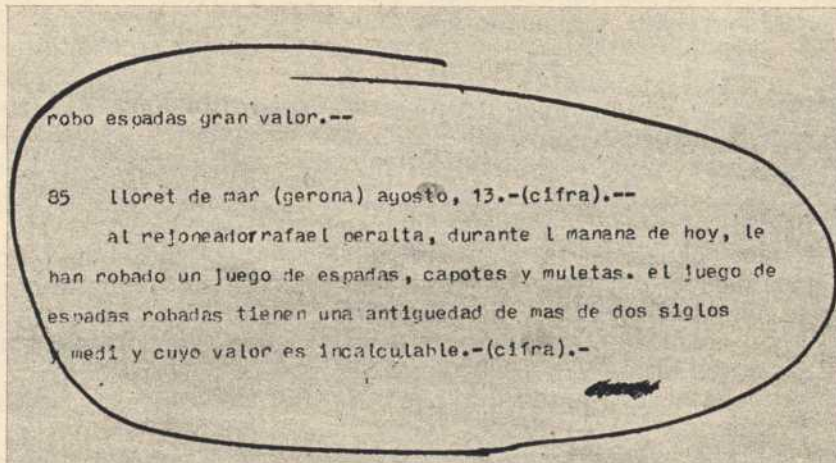 robo espadas gran valor.--
85 lloret de mar (gerona) agosto, 13.-(cifra).--
al rejoneadorrafael peralta, durante l manana de hoy, le
han robado un juego de espadas, capotes y muletas. el juego de
espadas robadas tienen una antiguedad de mas de dos siglos
y medi y cuyo valor es incalculable.-(cifra).-